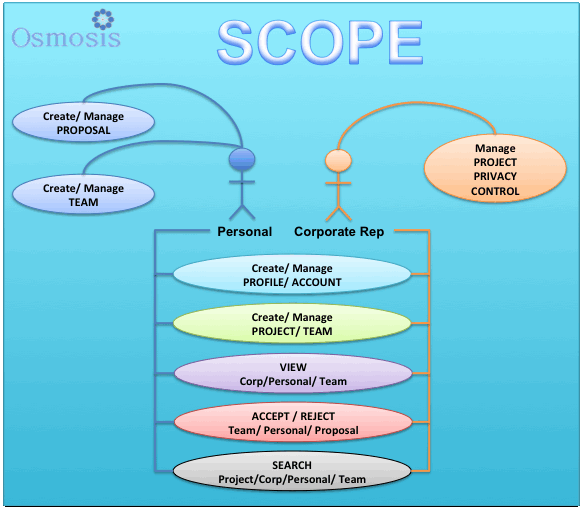 Osmosis
SCOPE
Create/ Manage
PROPOSAL
Create/ Manage
TEAM
Manage
PROJECT
PRIVACY
CONTROL
Personal
Corporate Rep
Create/ Manage
PROFILE/ ACCOUNT
Create/ Manage
PROJECT/ TEAM
VIEW
Corp/Personal/ Team
ACCEPT / REJECT
Team/ Personal/ Proposal
SEARCH
Project/Corp/Personal/ Team